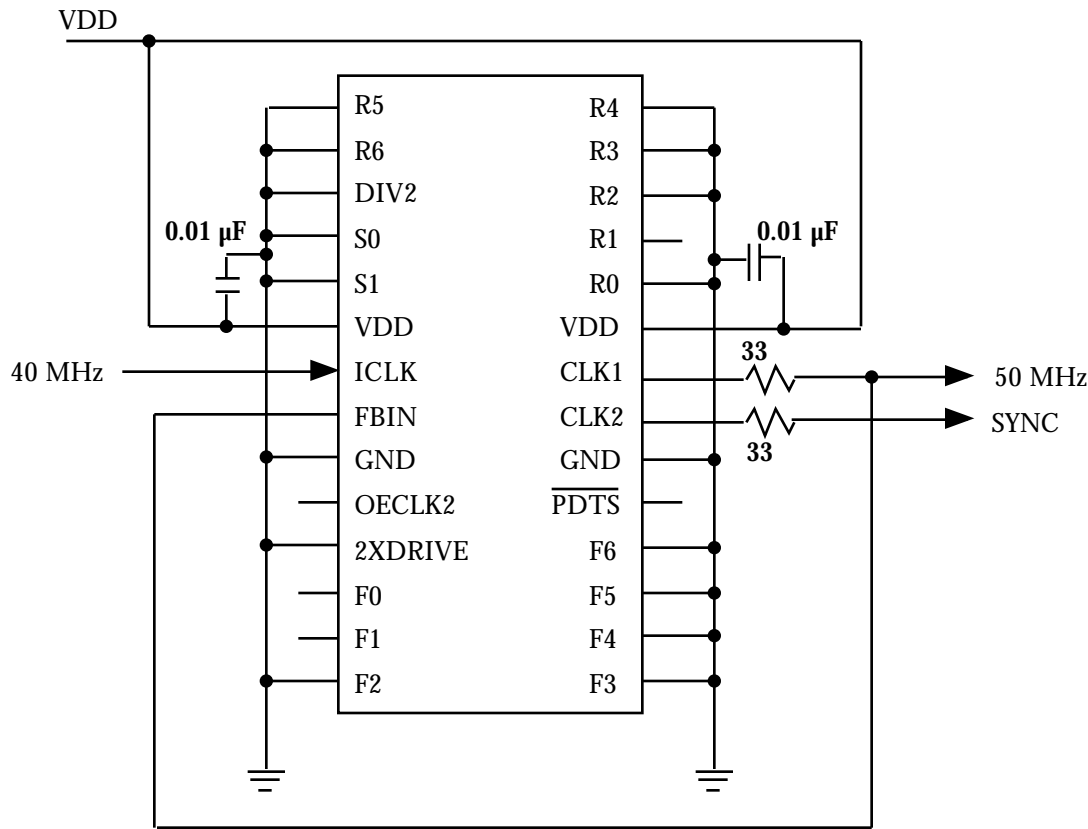 VDD
R5
R6
DIV2
S0
S1
VDD
ICLK
FBIN
GND
OECLK2
2XDRIVE
F0
F1
F2
R4
R3
R2
R1
R0
VDD
CLK1
CLK2
GND
PDTS
F6
F5
F4
F3
0.01 µF
0.01 µF
40 MHz
33
33
50 MHz
SYNC